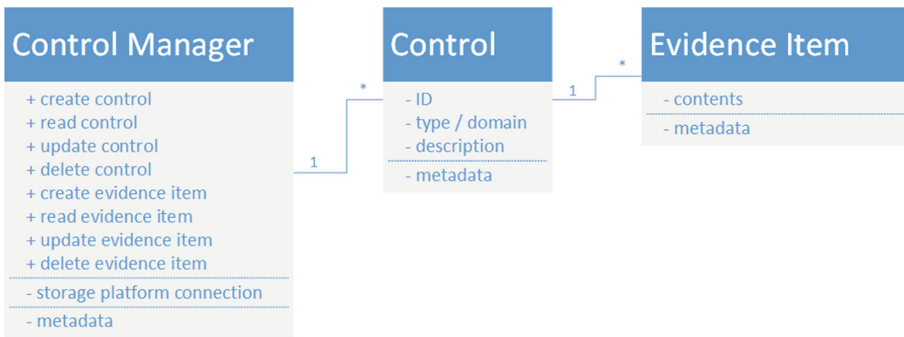 Control Manager
+ create control
+ read control
+ update control
+ delete control
+ create evidence item
+ read evidence item
+ update evidence item
+ delete evidence item
- storage platform connection
- metadata
1
*
Control
- ID
- type / domain
- description
- metadata
1
*
Evidence Item
- contents
- metadata